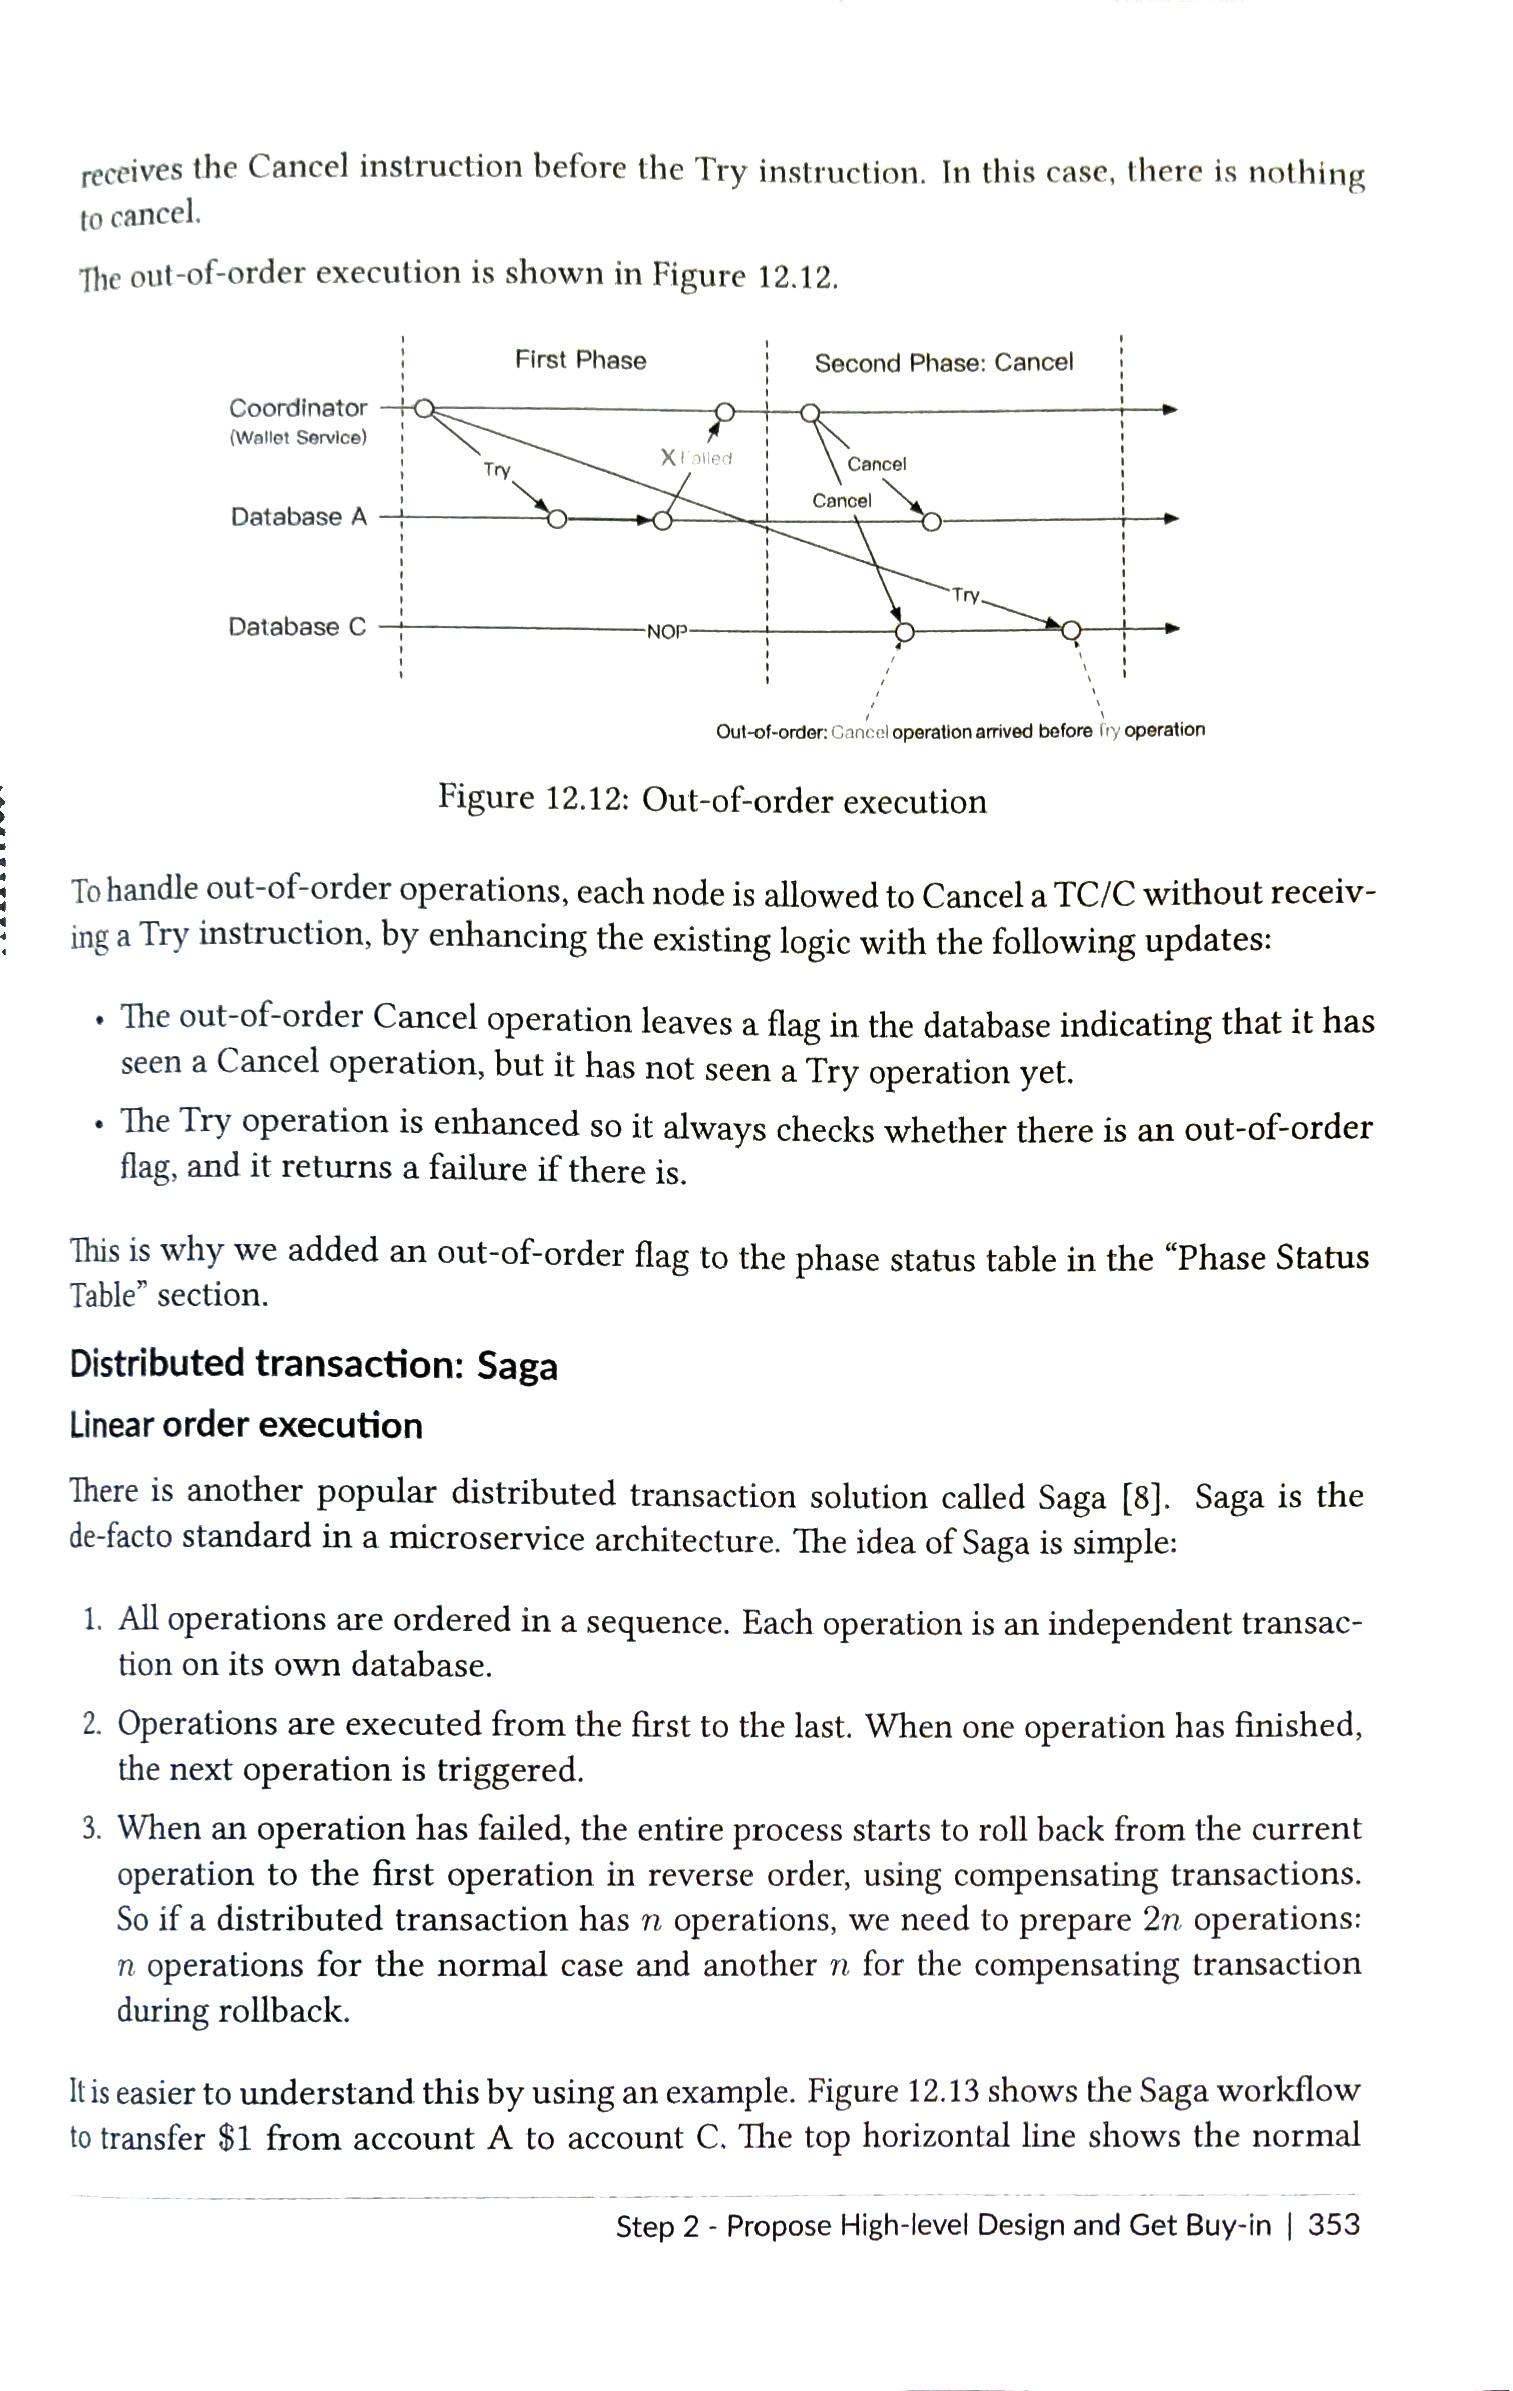 receives the Cancel instruction before the Try instruction. In this case, there is nothing
to cancel.
The out-of-order execution is shown in Figure 12.12.
First Phase
Second Phase: Cancel
Coordinator
(Wallet Service)
X Failed
Try
Cancel
Cancel
Database A
Try
Database C
NOP
Out-of-order: Cancel operation arrived before Try operation
Figure 12.12: Out-of-order execution
To handle out-of-order operations, each node is allowed to Cancel a TC/C without receiv-
ing a Try instruction, by enhancing the existing logic with the following updates:
• The out-of-order Cancel operation leaves a flag in the database indicating that it has
seen a Cancel operation, but it has not seen a Try operation yet.
• The Try operation is enhanced so it always checks whether there is an out-of-order
flag, and it returns a failure if there is.
This is why we added an out-of-order flag to the phase status table in the “Phase Status
Table” section.
Distributed transaction: Saga
Linear order execution
There is another popular distributed transaction solution called Saga [8]. Saga is the
de-facto standard in a microservice architecture. The idea of Saga is simple:
1. All operations are ordered in a sequence. Each operation is an independent transac-
tion on its own database.
2. Operations are executed from the first to the last. When one operation has finished,
the next operation is triggered.
3. When an operation has failed, the entire process starts to roll back from the current
operation to the first operation in reverse order, using compensating transactions.
So if a distributed transaction has n operations, we need to prepare 2n operations:
n operations for the normal case and another n for the compensating transaction
during rollback.
It is easier to understand this by using an example. Figure 12.13 shows the Saga workflow
to transfer $1 from account A to account C. The top horizontal line shows the normal
Step 2 - Propose High-level Design and Get Buy-in | 353